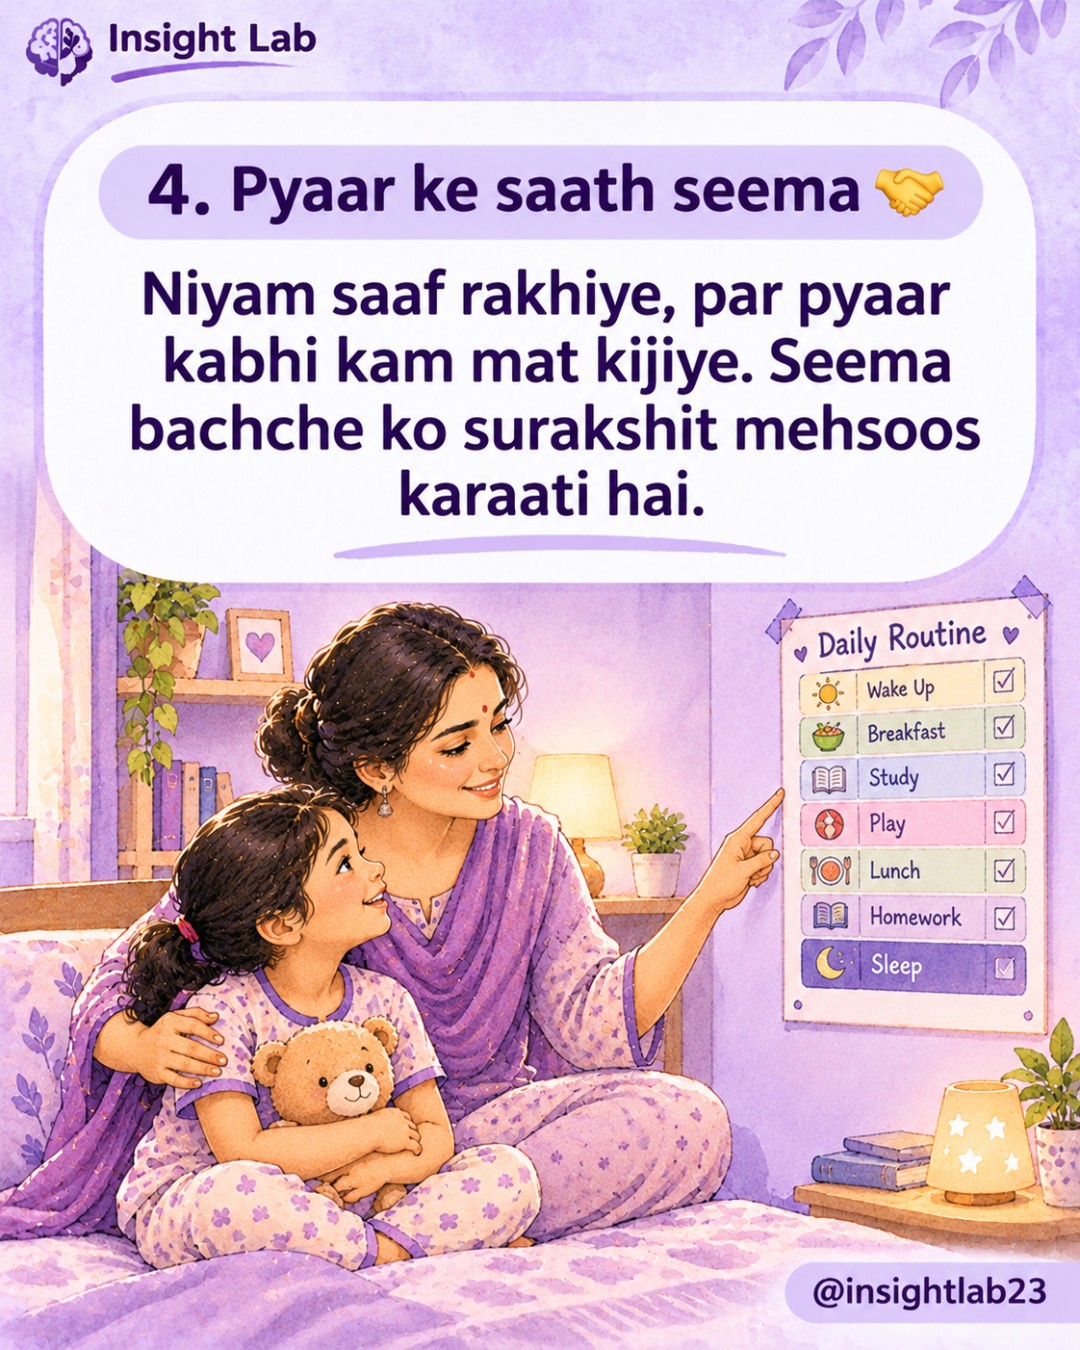 Insight Lab
4. Pyaar ke saath seema 🤝
Niyam saaf rakhiye, par pyaar
kabhi kam mat kijiye. Seema
bachche ko surakshit mehsoos
karaati hai.
Daily Routine
Wake Up
Breakfast
Study
Play
Lunch
Homework
Sleep
@insightlab23